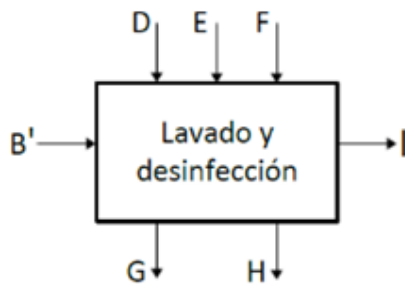 D E F
B'
Lavado y
desinfección
I
G H